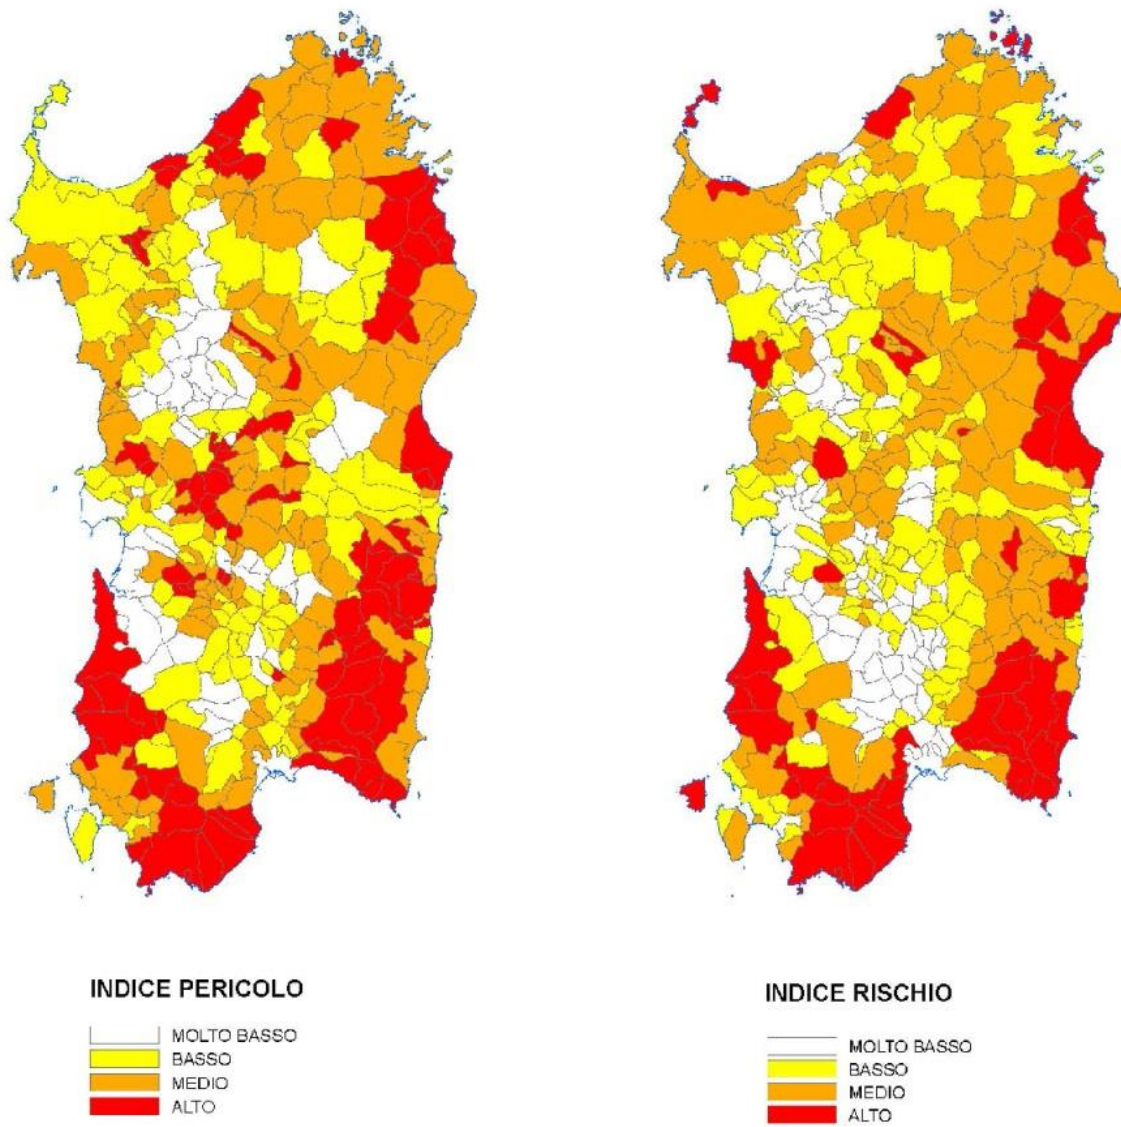 INDICE PERICOLO
MOLTO BASSO
BASSO
MEDIO
ALTO
INDICE RISCHIO
MOLTO BASSO
BASSO
MEDIO
ALTO